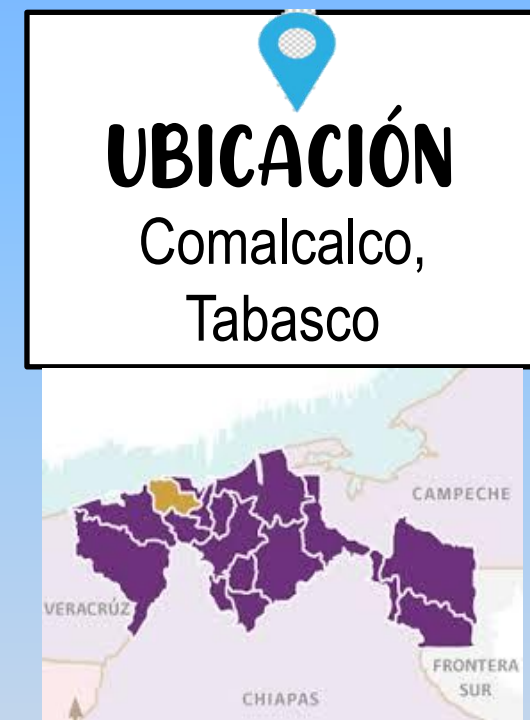 UBICACIÓN
Comalcalco,
Tabasco
CAMPECHE
VERACRÚZ
FRONTERA
SUR
CHIAPAS